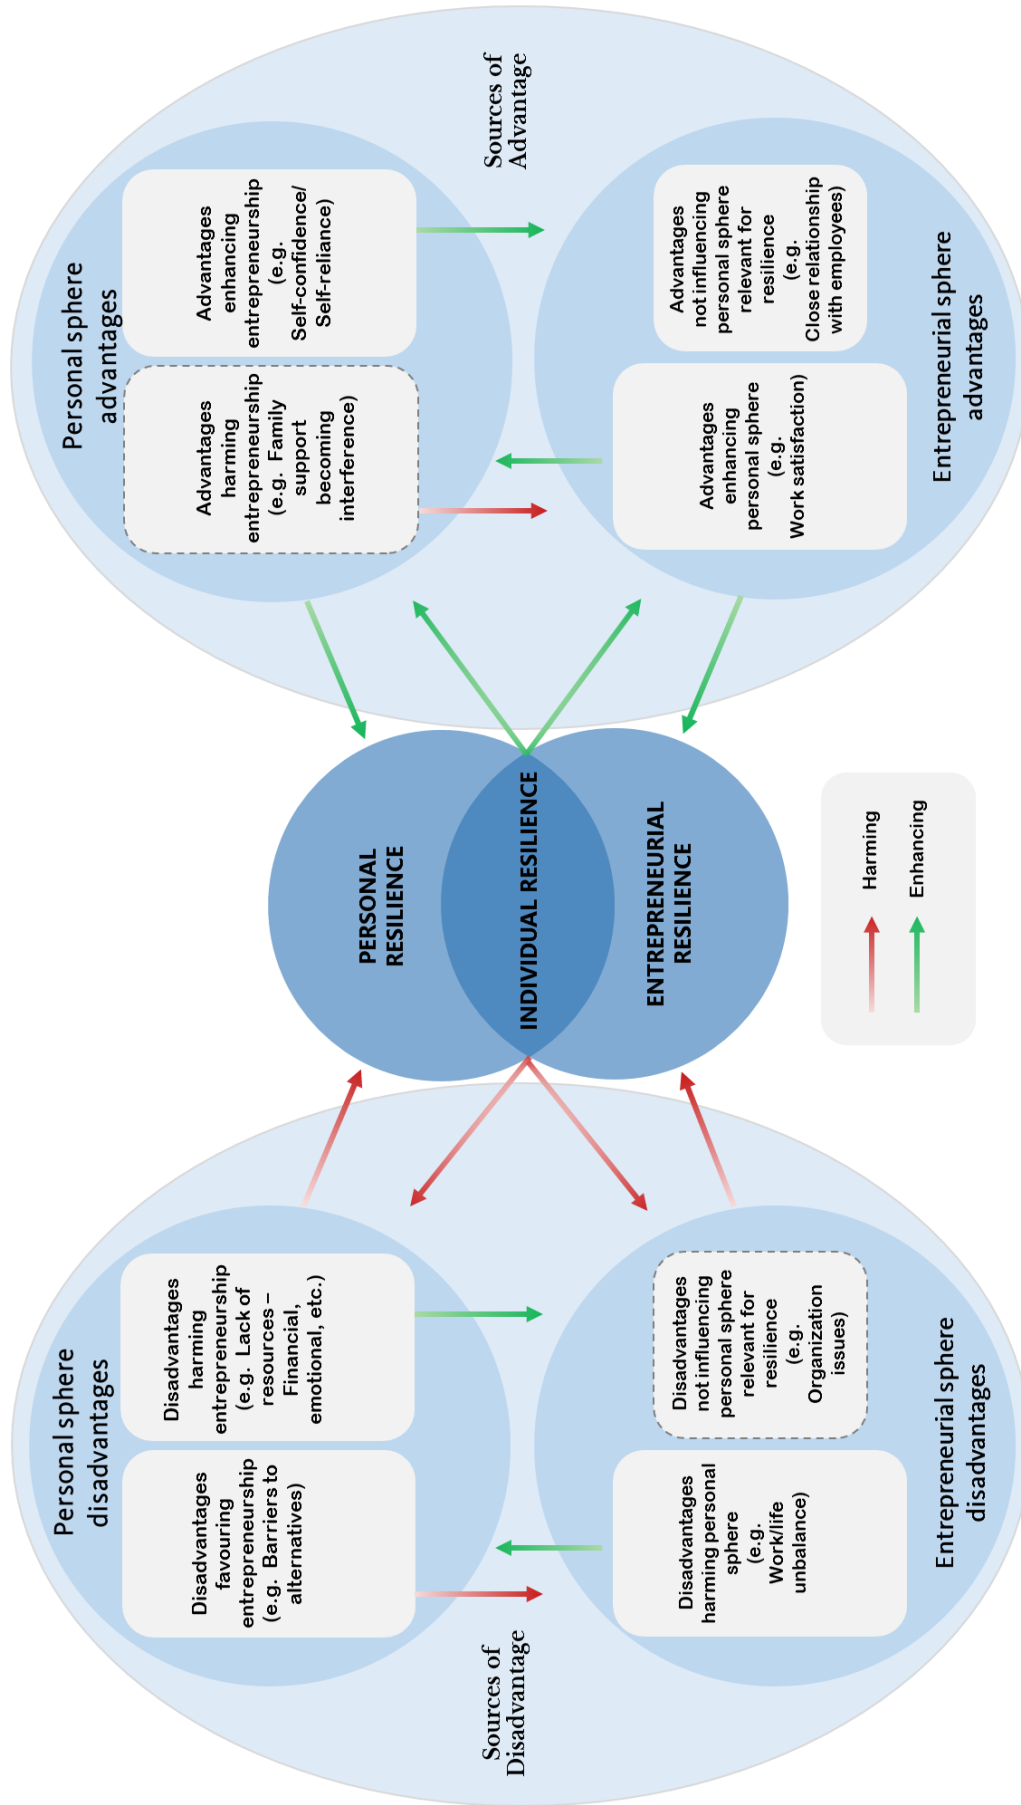 Sources of
Disadvantage
Personal sphere
disadvantages
Disadvantages
favouring
entrepreneurship
(e.g. Barriers to
alternatives)
Disadvantages
harming
entrepreneurship
(e.g. Lack of
resources –
Financial,
emotional, etc.)
Disadvantages
harming personal
sphere
(e.g.
Work/life
unbalance)
Disadvantages
not influencing
personal sphere
relevant for
resilience
(e.g.
Organization
issues)
Entrepreneurial sphere
disadvantages
PERSONAL
RESILIENCE
INDIVIDUAL RESILIENCE
ENTREPRENEURIAL
RESILIENCE
Harming
Enhancing
Personal sphere
advantages
Advantages
harming
entrepreneurship
(e.g. Family
support
becoming
interference)
Advantages
enhancing
entrepreneurship
(e.g.
Self-confidence/
Self-reliance)
Sources of
Advantage
Advantages
enhancing
personal sphere
(e.g.
Work satisfaction)
Advantages
not influencing
personal sphere
relevant for
resilience
(e.g.
Close relationship
with employees)
Entrepreneurial sphere
advantages